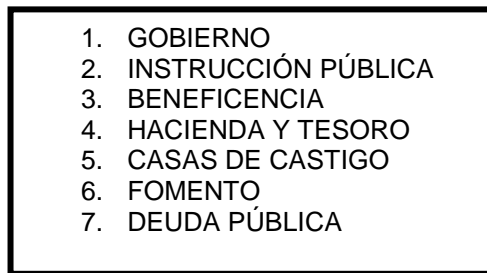 1. GOBIERNO
2. INSTRUCCIÓN PÚBLICA
3. BENEFICENCIA
4. HACIENDA Y TESORO
5. CASAS DE CASTIGO
6. FOMENTO
7. DEUDA PÚBLICA